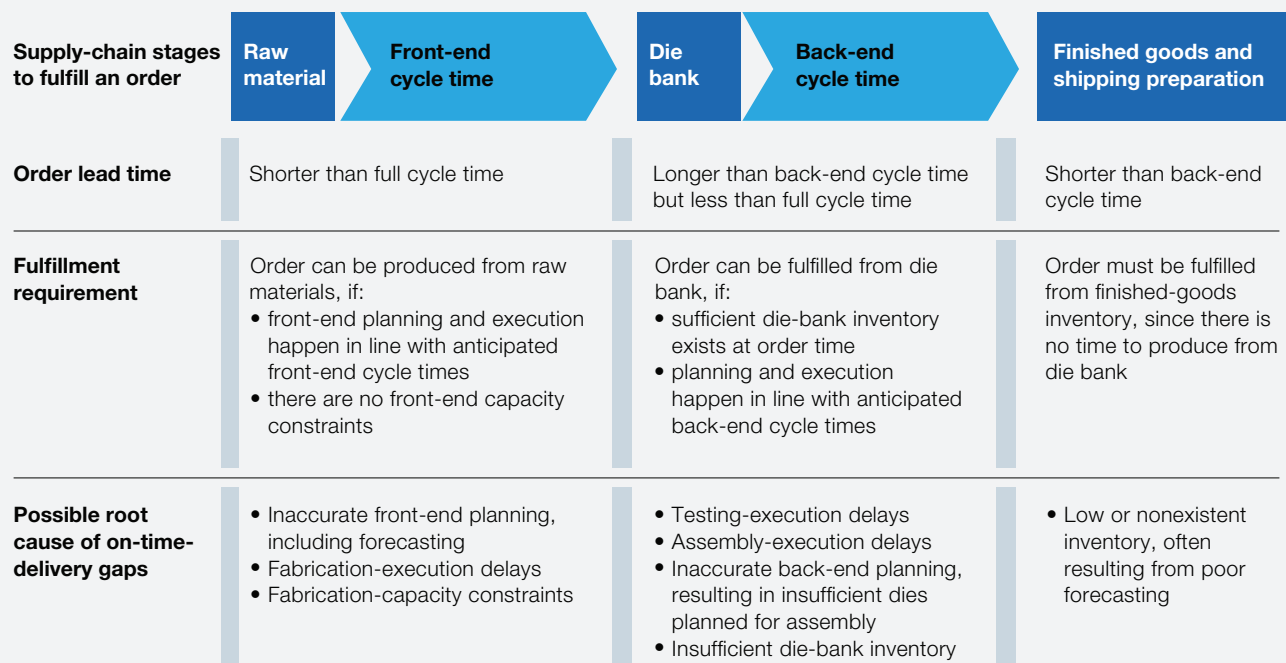 Supply-chain stages
to fulfill an order
Raw
material
Front-end
cycle time
Die
bank
Back-end
cycle time
Finished goods and
shipping preparation
Order lead time
Shorter than full cycle time
Longer than back-end cycle time
but less than full cycle time
Shorter than back-end
cycle time
Fulfillment
requirement
Order can be produced from raw
materials, if:
• front-end planning and execution
happen in line with anticipated
front-end cycle times
• there are no front-end capacity
constraints
Order can be fulfilled from die
bank, if:
• sufficient die-bank inventory
exists at order time
• planning and execution
happen in line with anticipated
back-end cycle times
Order must be fulfilled
from finished-goods
inventory, since there is
no time to produce from
die bank
Possible root
cause of on-time-
delivery gaps
• Inaccurate front-end planning,
including forecasting
• Fabrication-execution delays
• Fabrication-capacity constraints
• Testing-execution delays
• Assembly-execution delays
• Inaccurate back-end planning,
resulting in insufficient dies
planned for assembly
• Insufficient die-bank inventory
• Low or nonexistent
inventory, often
resulting from poor
forecasting